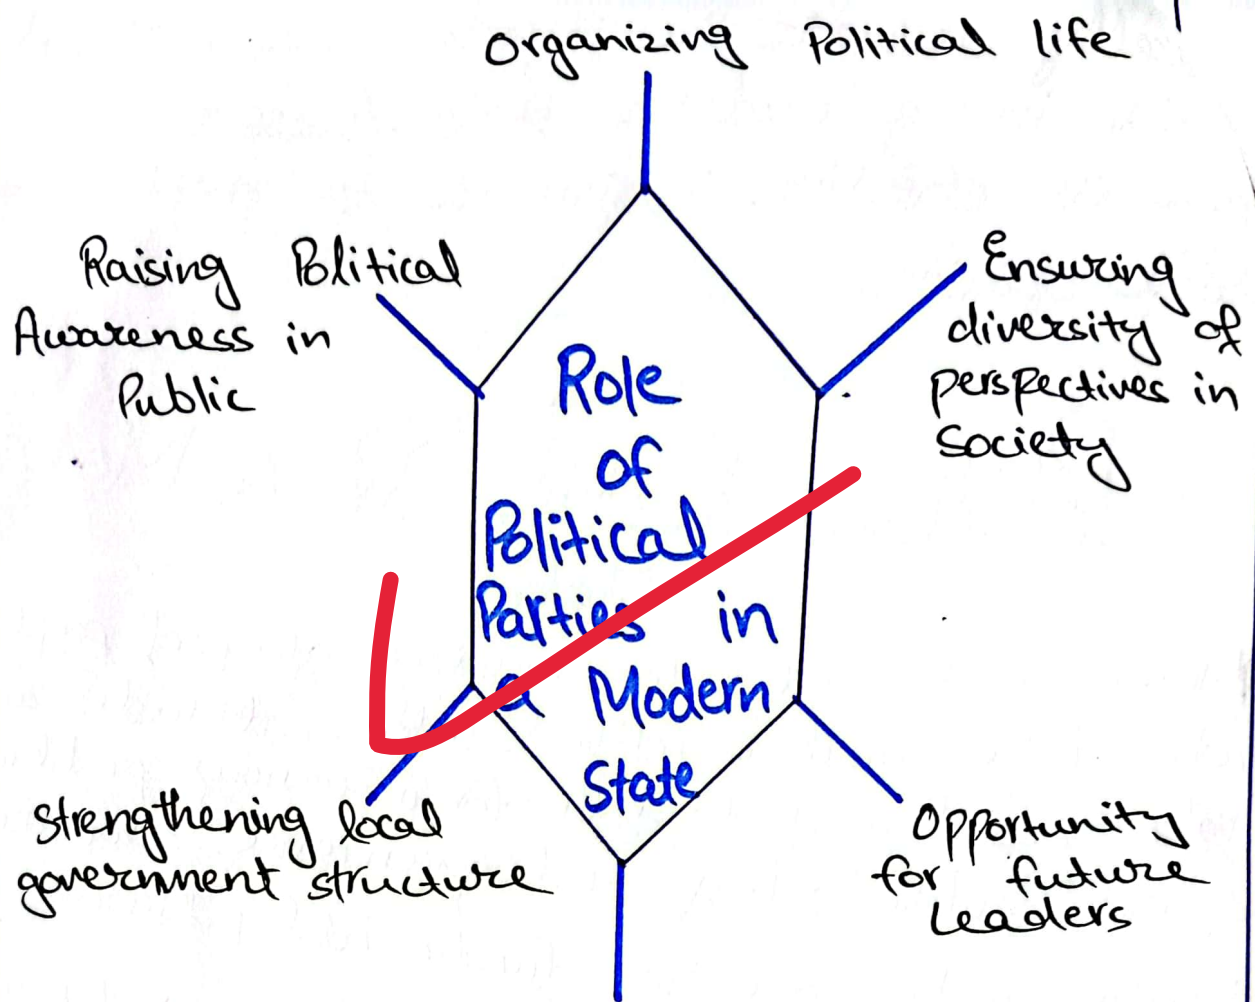 Organizing Political life
Raising Political
Awareness in
Public
Ensuring
diversity of
perspectives in
Society
Role
of
Political
Parties in
a Modern
State
Strengthening local
government structure
Opportunity
for future
Leaders